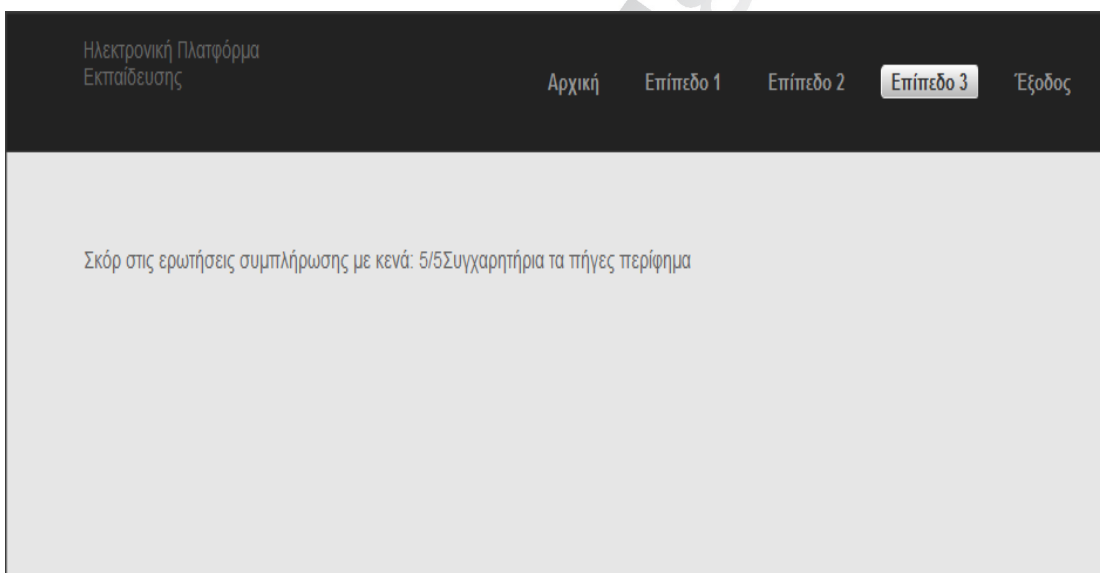 Ηλεκτρονική Πλατφόρμα
Εκπαίδευσης
Αρχική Επίπεδο 1 Επίπεδο 2 Επίπεδο 3 Έξοδος
Σκόρ στις ερωτήσεις συμπλήρωσης με κενά: 5/5Συγχαρητήρια τα πήγες περίφημα